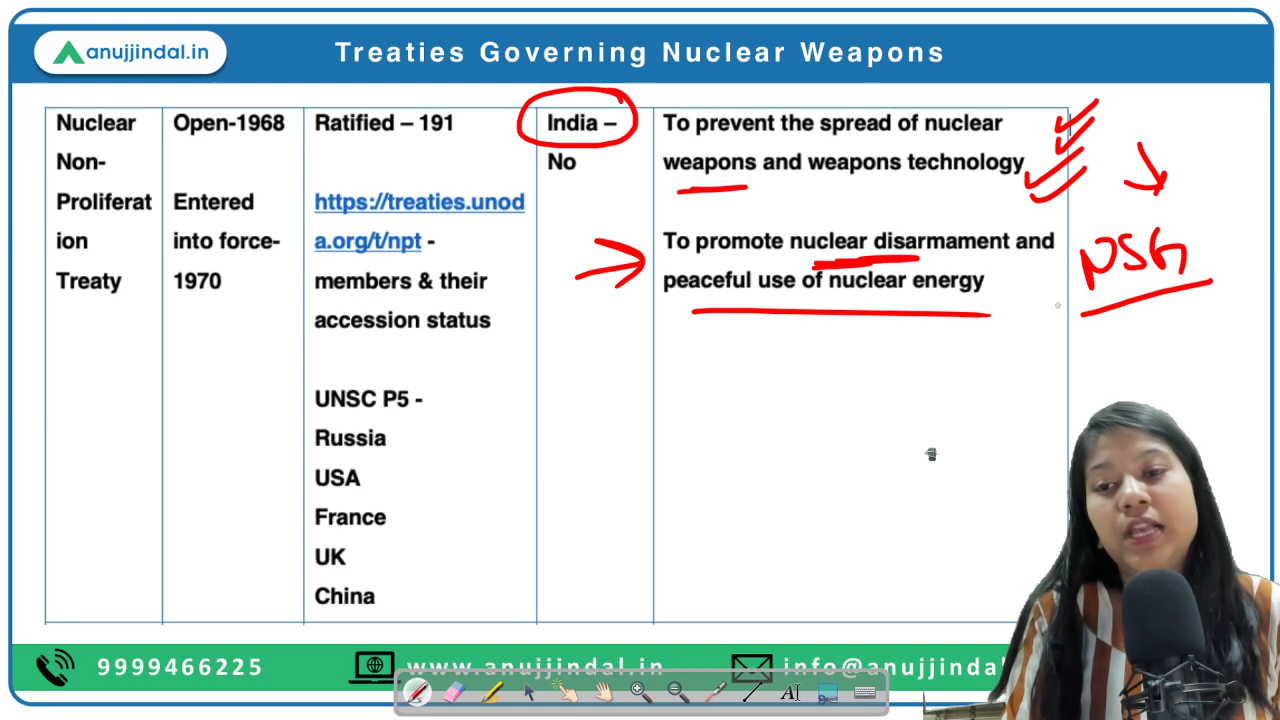 anujjindal.in
Treaties Governing Nuclear Weapons
Nuclear
Non-
Proliferat
ion
Treaty
Open-1968
Entered
into force-
1970
Ratified – 191
https://treaties.unod
a.org/t/npt -
members & their
accession status
UNSC P5 -
Russia
USA
France
UK
China
India –
No
To prevent the spread of nuclear
weapons and weapons technology
To promote nuclear disarmament and
peaceful use of nuclear energy
NSG
9999466225
www.anujjindal.in
info@anujjindal
AI